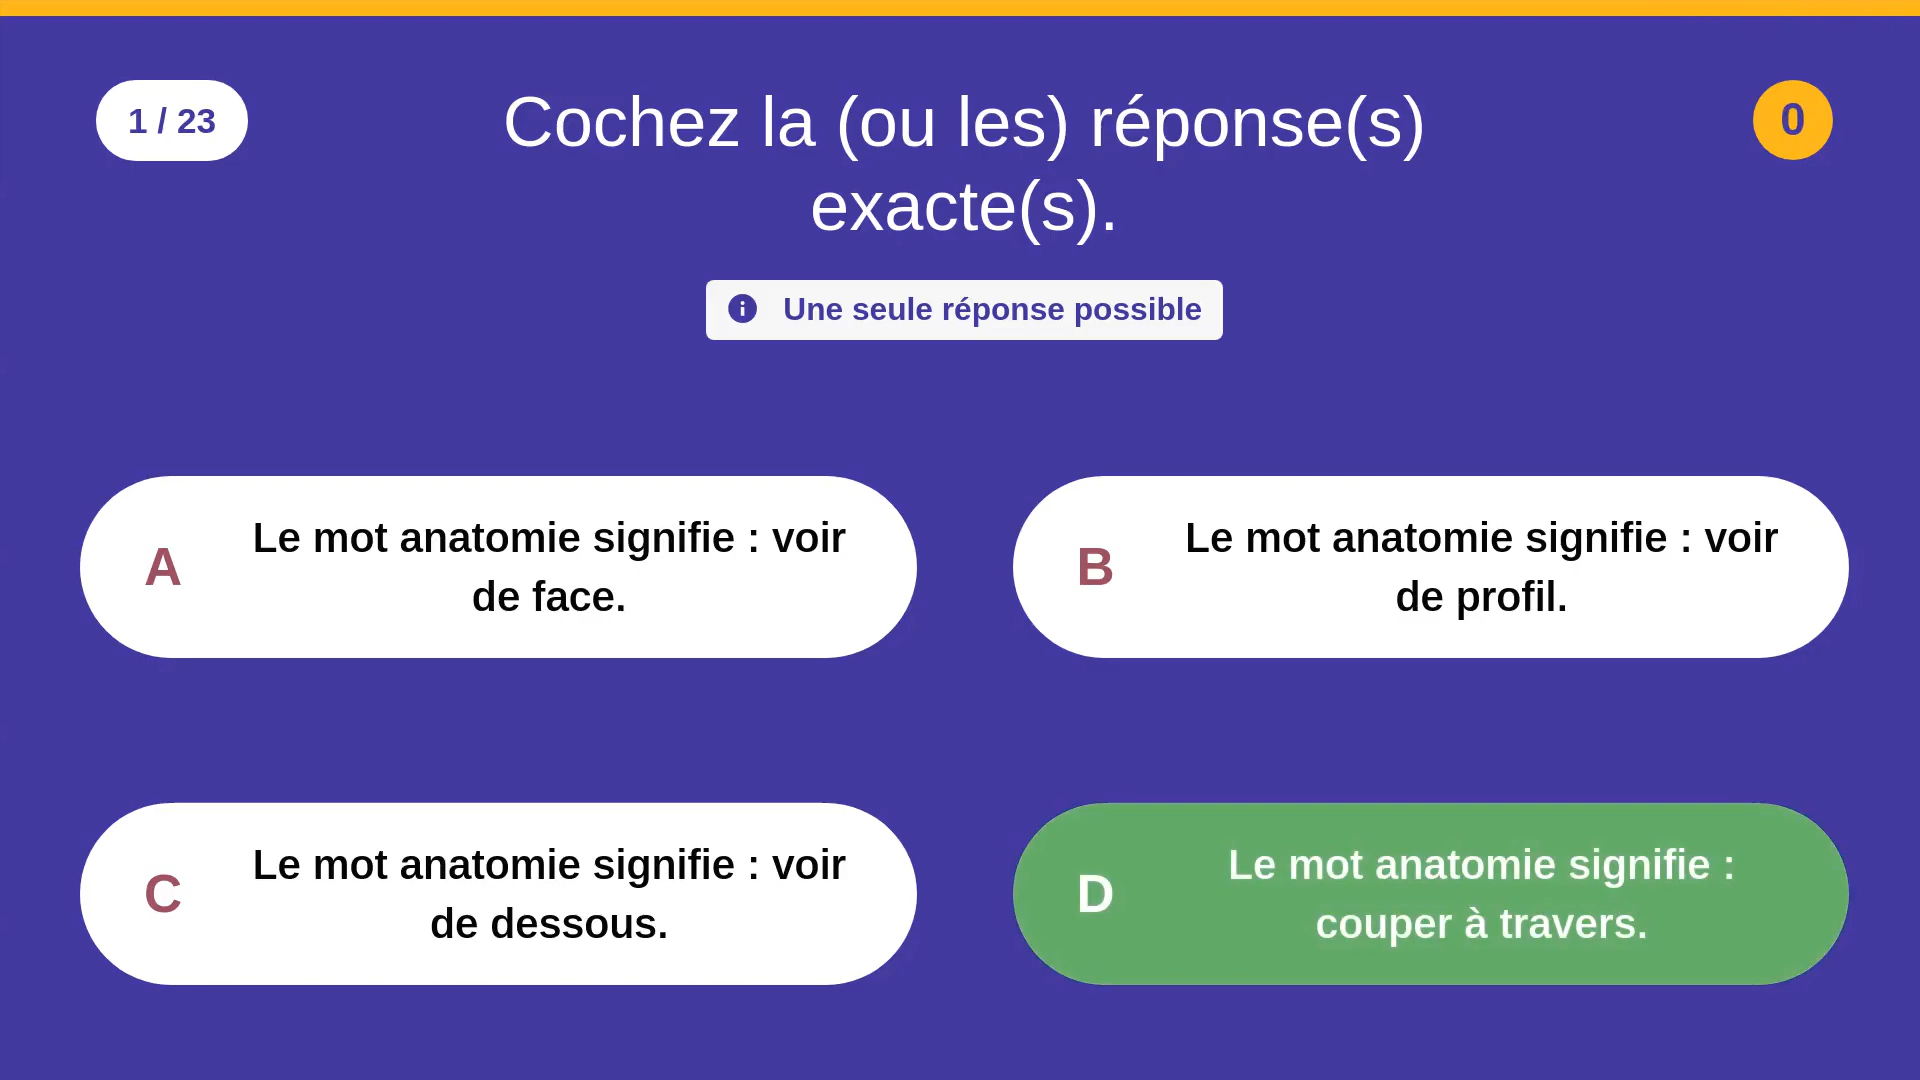 1 / 23
Cochez la (ou les) réponse(s)
exacte(s).
0
Une seule réponse possible
A
Le mot anatomie signifie : voir
de face.
B
Le mot anatomie signifie : voir
de profil.
C
Le mot anatomie signifie : voir
de dessous.
D
Le mot anatomie signifie :
couper à travers.